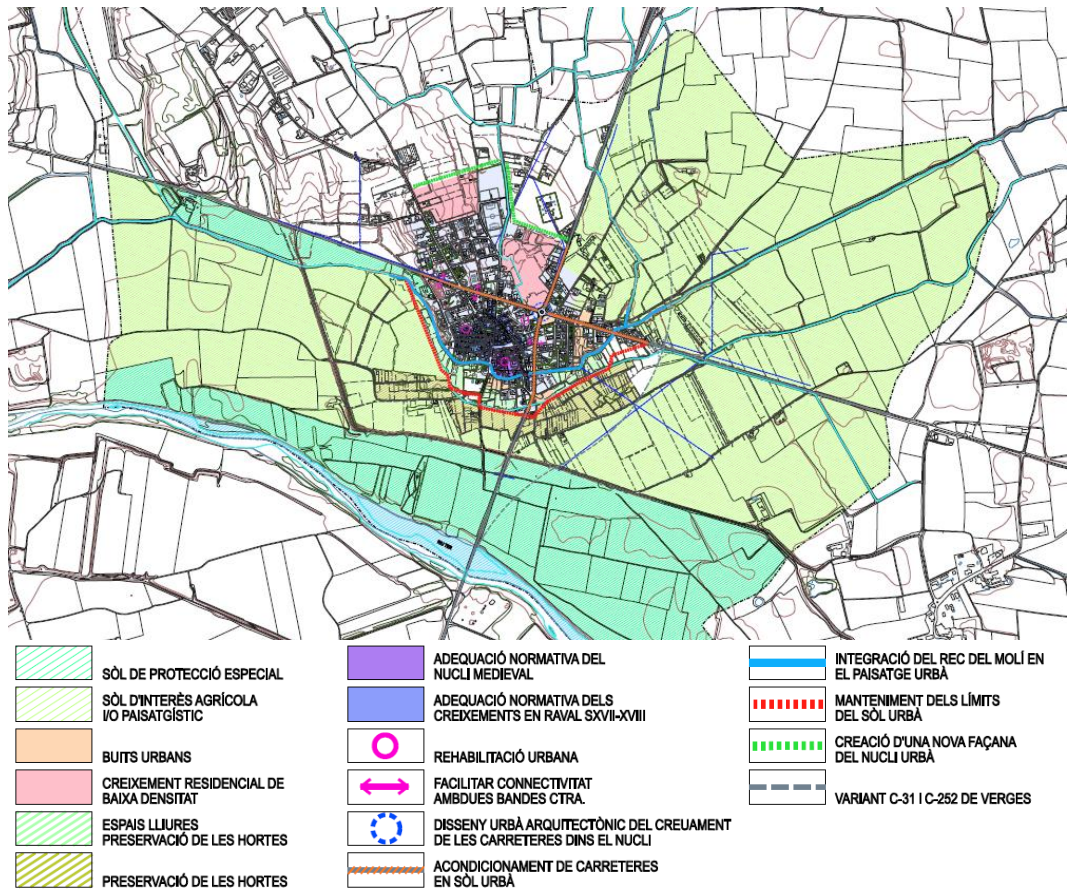 SÒL DE PROTECCIÓ ESPECIAL
SÒL D'INTERÈS AGRÍCOLA
I/O PAISATGÍSTIC
BUITS URBANS
CREIXEMENT RESIDENCIAL DE
BAIXA DENSITAT
ESPAIS LLIURES
PRESERVACIÓ DE LES HORTES
PRESERVACIÓ DE LES HORTES
ADEQUACIÓ NORMATIVA DEL
NUCLI MEDIEVAL
ADEQUACIÓ NORMATIVA DELS
CREIXEMENTS EN RAVAL SXVII-XVIII
REHABILITACIÓ URBANA
FACILITAR CONNECTIVITAT
AMBDUES BANDES CTRA.
DISSENY URBÀ ARQUITECTÒNIC DEL CREUAMENT
DE LES CARRETERES DINS EL NUCLI
ACONDICIONAMENT DE CARRETERES
EN SÒL URBÀ
INTEGRACIÓ DEL REC DEL MOLÍ EN
EL PAISATGE URBÀ
MANTENIMENT DELS LÍMITS
DEL SÒL URBÀ
CREACIÓ D'UNA NOVA FAÇANA
DEL NUCLI URBÀ
VARIANT C-31 I C-252 DE VERGES